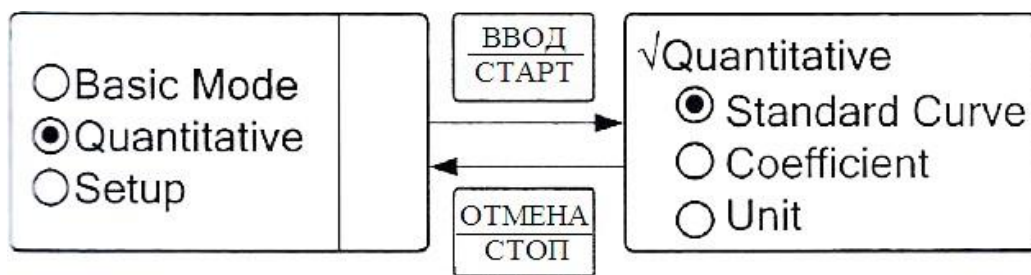 Basic Mode
Quantitative
Setup
ВВОД
СТАРТ
ОТМЕНА
СТОП
√Quantitative
Standard Curve
Coefficient
Unit